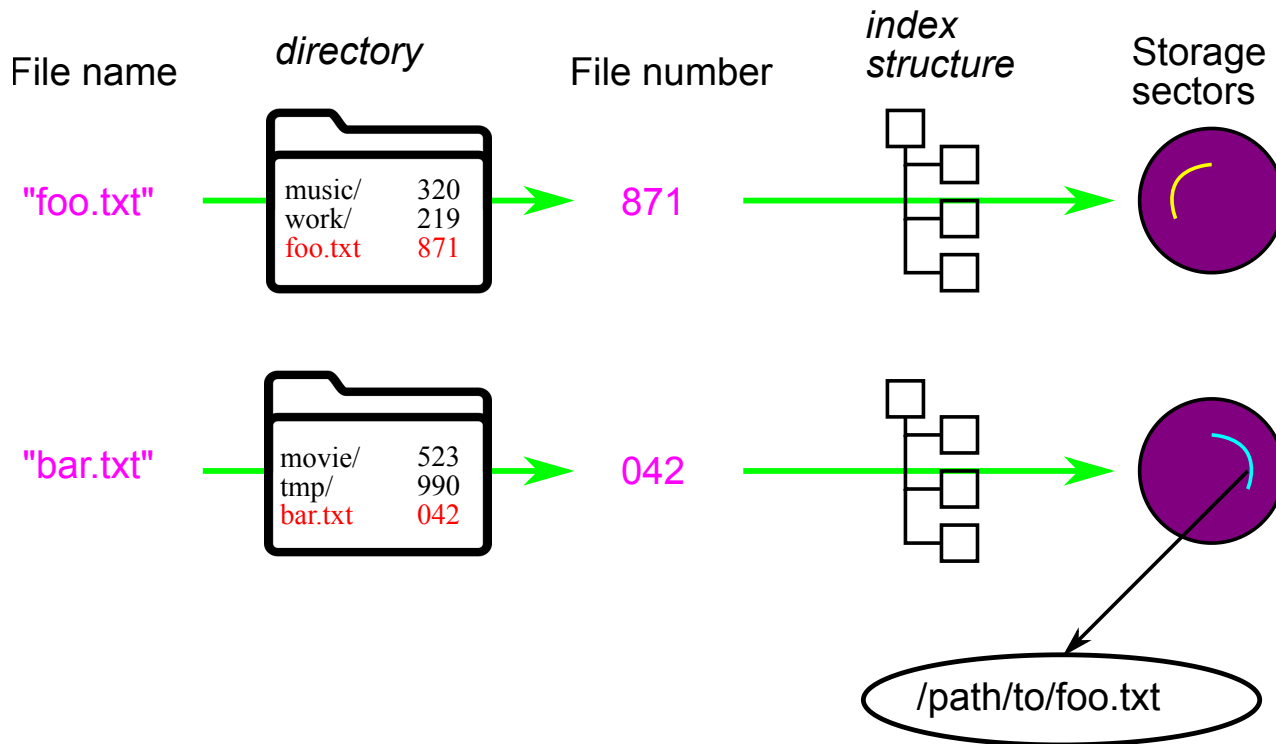 File name
directory
File number
index
structure
Storage
sectors
"foo.txt"
music/ 320
work/ 219
foo.txt 871
871
"bar.txt"
movie/ 523
tmp/ 990
bar.txt 042
042
/path/to/foo.txt